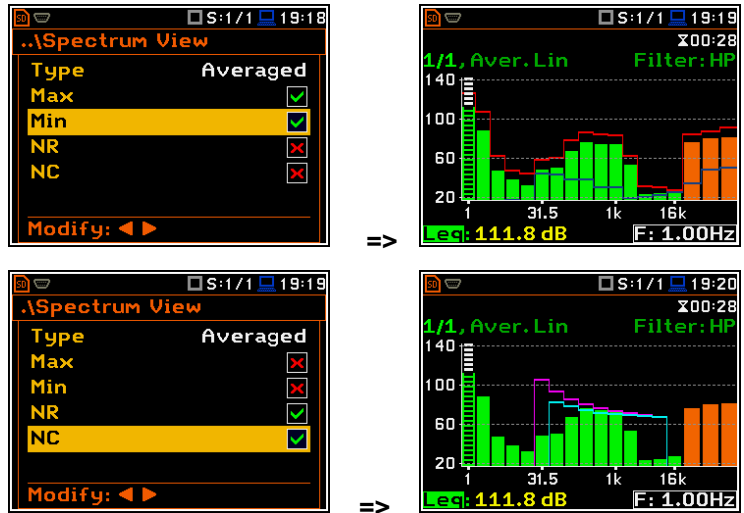 SD S:1/1 19:18
..\Spectrum View
Type Averaged
Max
Min
NR
NC
Modify:
=>
SD S:1/1 19:19
00:28
1/1, Aver.Lin Filter:HP
140
100
60
20
1 31.5 1k 16k
Leq: 111.8 dB F: 1.00Hz
SD S:1/1 19:19
.\Spectrum View
Type Averaged
Max
Min
NR
NC
Modify:
=>
SD S:1/1 19:20
00:28
1/1, Aver.Lin Filter:HP
140
100
60
20
1 31.5 1k 16k
Leq: 111.8 dB F: 1.00Hz